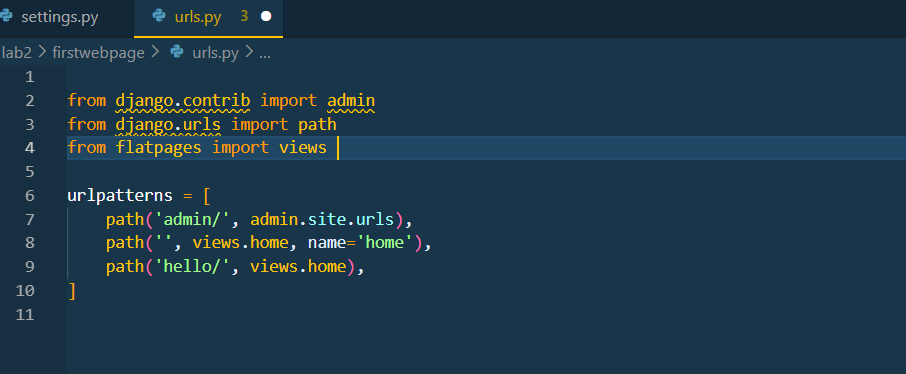 settings.py
urls.py 3
lab2 > firstwebpage > urls.py > ...
1
2 from django.contrib import admin
3 from django.urls import path
4 from flatpages import views
5
6 urlpatterns = [
7     path('admin/', admin.site.urls),
8     path('', views.home, name='home'),
9     path('hello/', views.home),
10 ]
11